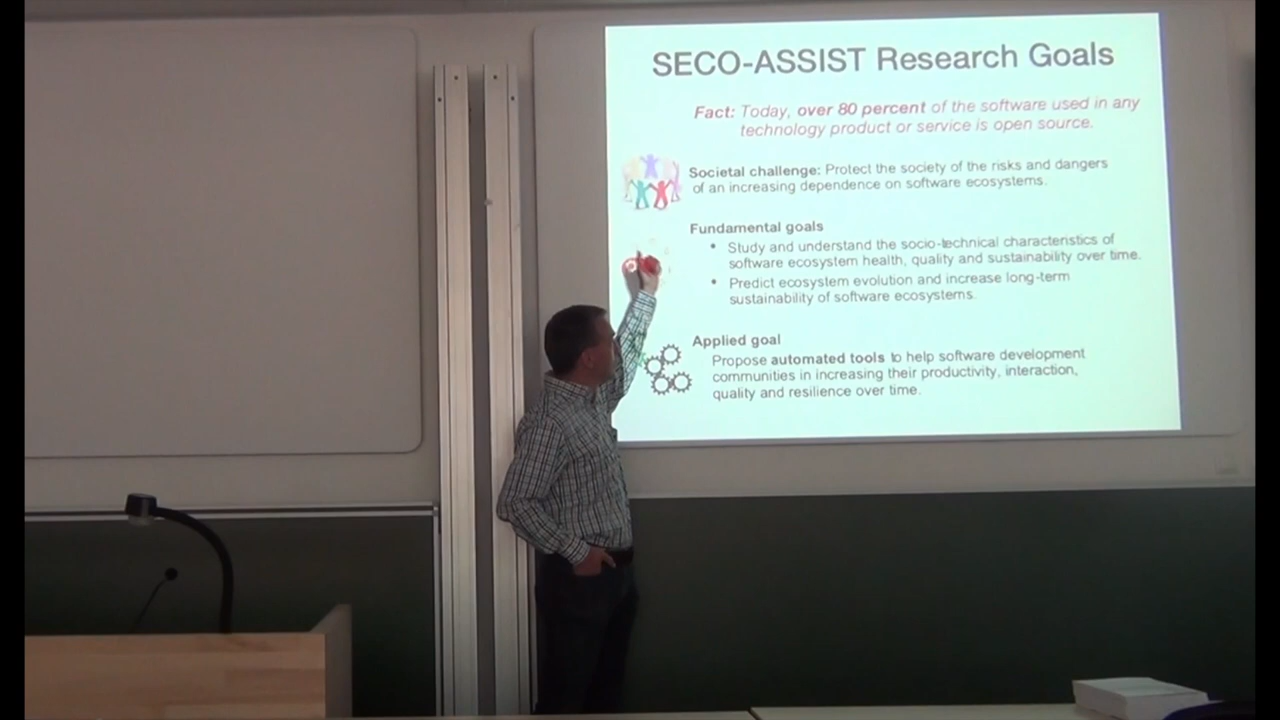 SECO-ASSIST Research Goals
Fact: Today, over 80 percent of the software used in any
technology product or service is open source.
Societal challenge: Protect the society of the risks and dangers
of an increasing dependence on software ecosystems.
Fundamental goals
• Study and understand the socio-technical characteristics of
software ecosystem health, quality and sustainability over time.
• Predict ecosystem evolution and increase long-term
sustainability of software ecosystems.
Applied goal
Propose automated tools to help software development
communities in increasing their productivity, interaction,
quality and resilience over time.